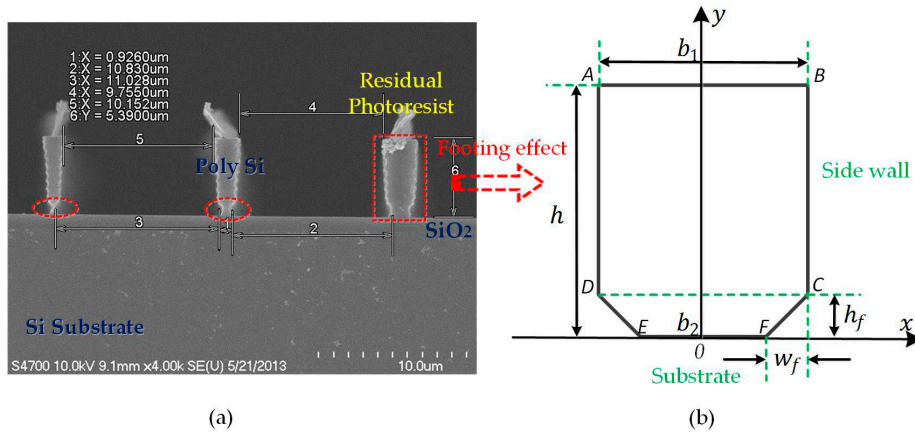 1:X = 0.9260um
2:X = 10.830um
3:X = 11.028um
4:X = 9.7550um
5:X = 10.152um
6:Y = 5.3900um
Residual
Photoresist
4
5
Poly Si
Footing effect
6
SiO2
3
1
2
Si Substrate
S4700 10.0kV 9.1mm x4.00k SE(U) 5/21/2013
10.0um
(a)
y
b1
A
B
Side wall
h
D
C
hf
E
b2
F
x
0
wf
Substrate
(b)